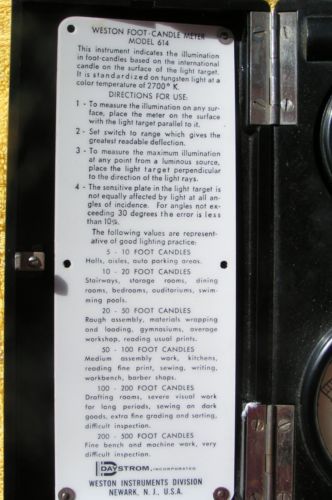 WESTON FOOT-CANDLE METER
MODEL 614
This instrument indicates the illumination
in foot-candles based on the international
candle on the surface of the light target.
It is standardized on tungsten light at a
color temperature of 2700° K.
DIRECTIONS FOR USE:
1 - To measure the illumination on any sur-
face, place the meter on the surface
with the light target parallel to it.
2 - Set switch to range which gives the
greatest readable deflection.
3 - To measure the maximum illumination
at any point from a luminous source,
place the light target perpendicular
to the direction of the light rays.
4 - The sensitive plate in the light target is
not equally affected by light at all an-
gles of incidence. For angles not ex-
ceeding 30 degrees the error is less
than 10%.
The following values are represent-
ative of good lighting practice:
5 - 10 FOOT CANDLES
Halls, aisles, auto parking areas.
10 - 20 FOOT CANDLES
Stairways, storage rooms, dining
rooms, bedrooms, auditoriums, swim-
ming pools.
20 - 50 FOOT CANDLES
Rough assembly, materials wrapping
and loading, gymnasiums, average
workshop, reading usual prints.
50 - 100 FOOT CANDLES
Medium assembly work, kitchens,
reading fine print, sewing, writing,
workbench, barber shops.
100 - 200 FOOT CANDLES
Drafting rooms, severe visual work
for long periods, sewing on dark
goods, extra fine grading and sorting,
difficult inspection.
200 - 500 FOOT CANDLES
Fine bench and machine work, very
difficult inspection.
DAYSTROM, INCORPORATED
WESTON INSTRUMENTS DIVISION
NEWARK, N. J., U.S.A.